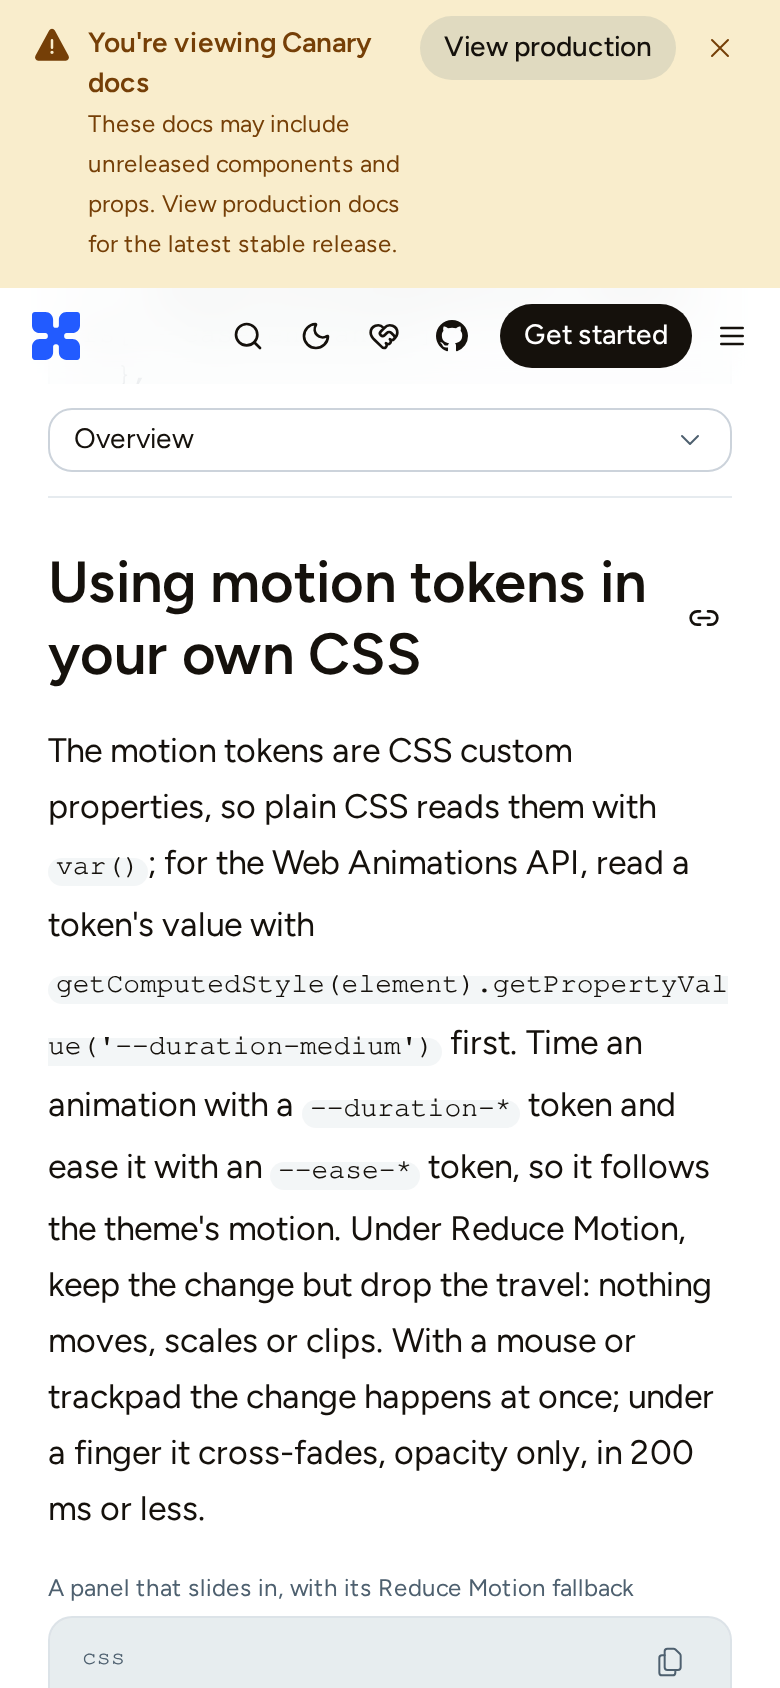 You're viewing Canary
docs
These docs may include
unreleased components and
props. View production docs
for the latest stable release.
View production
Get started
Overview
Using motion tokens in
your own CSS
The motion tokens are CSS custom
properties, so plain CSS reads them with
var(); for the Web Animations API, read a
token's value with
getComputedStyle(element).getPropertyVal
ue('--duration-medium') first. Time an
animation with a --duration-* token and
ease it with an --ease-* token, so it follows
the theme's motion. Under Reduce Motion,
keep the change but drop the travel: nothing
moves, scales or clips. With a mouse or
trackpad the change happens at once; under
a finger it cross-fades, opacity only, in 200
ms or less.
A panel that slides in, with its Reduce Motion fallback
css